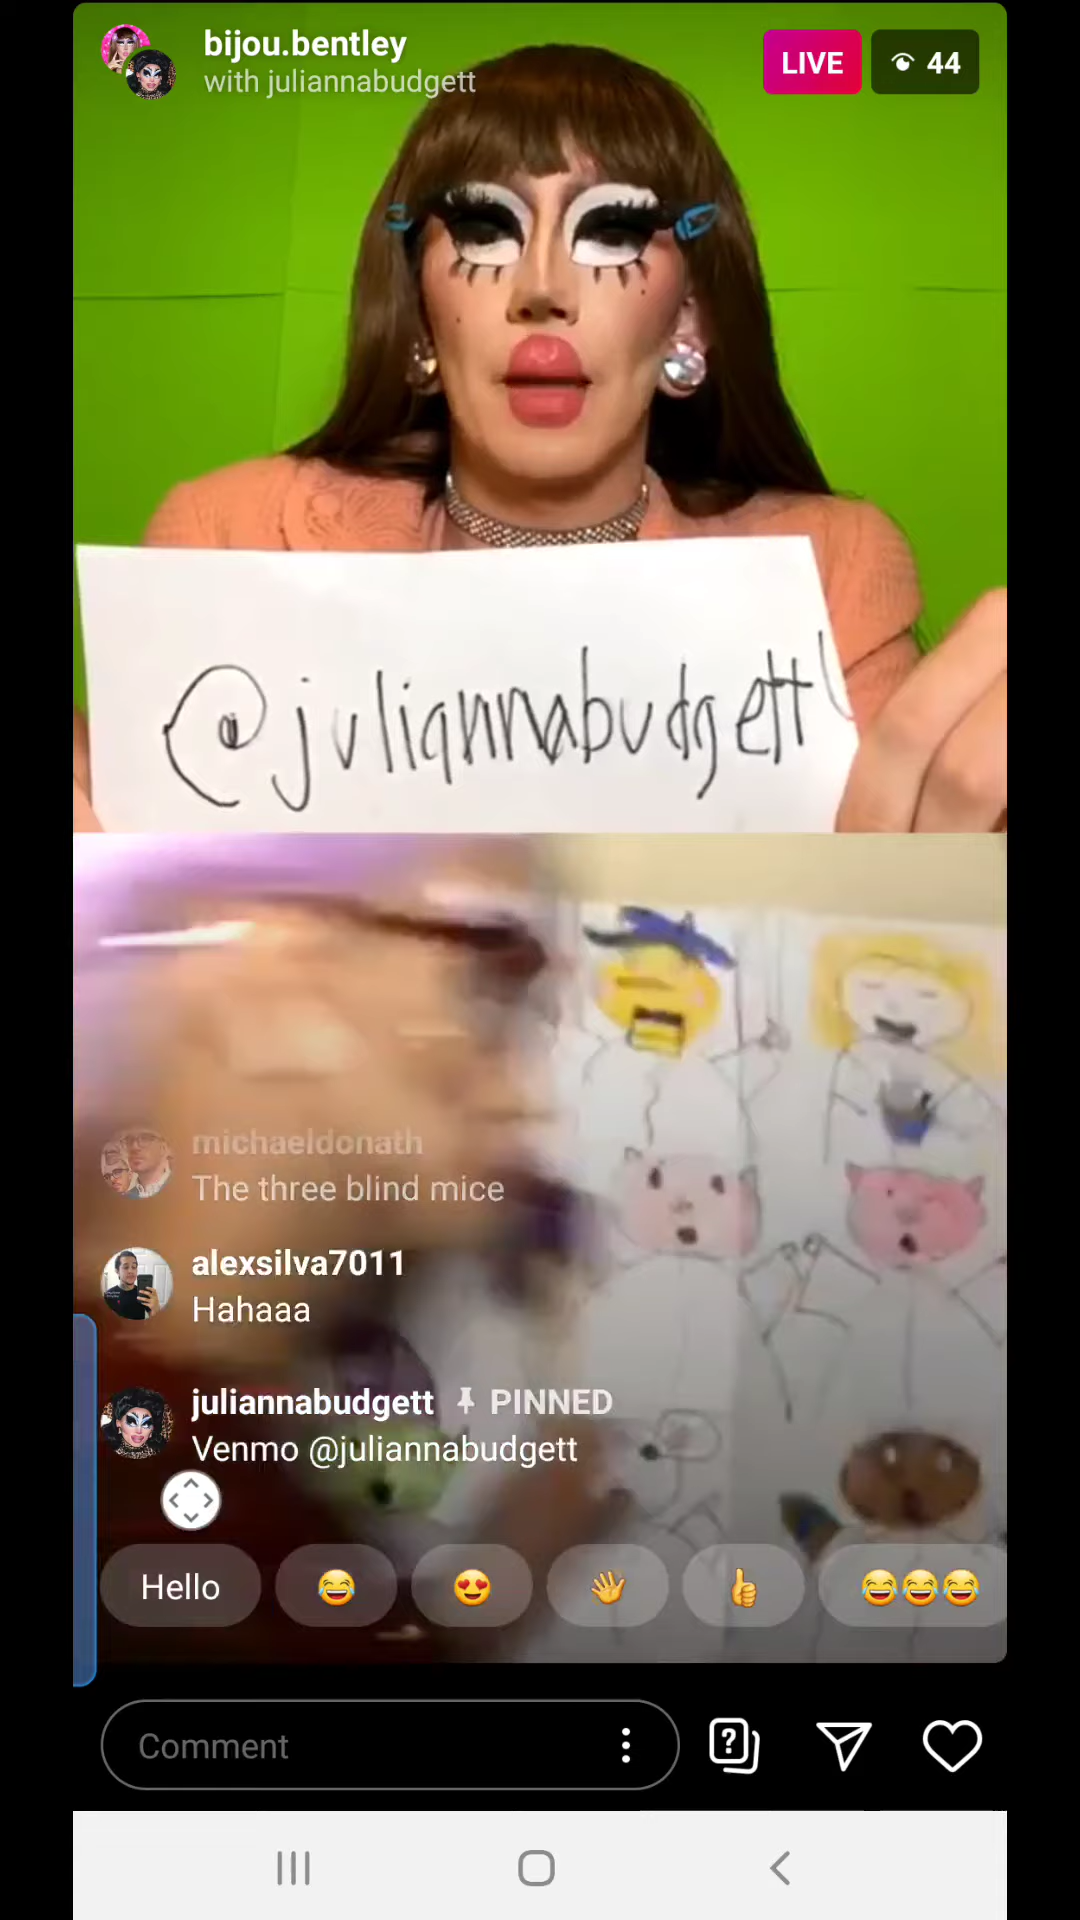 bijou.bentley
with juliannabudgett
LIVE
44
@juliannabudgett
michaeldonath
The three blind mice
alexsilva7011
Hahaaa
juliannabudgett PINNED
Venmo @juliannabudgett
Hello 😂 😍 👋 👍 😂😂😂
Comment